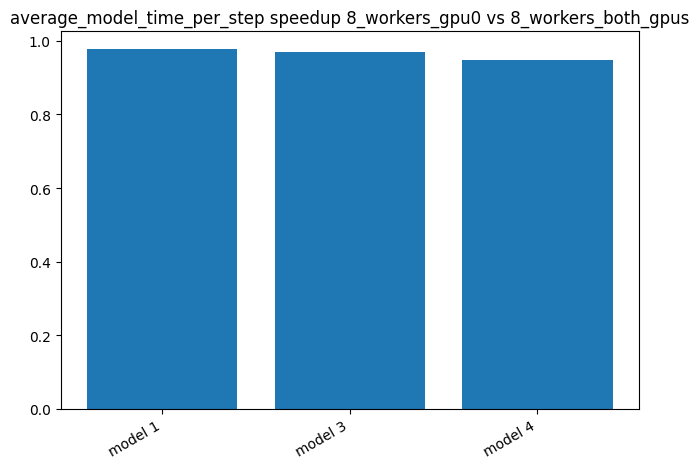 average_model_time_per_step speedup 8_workers_gpu0 vs 8_workers_both_gpus
1.0
0.8
0.6
0.4
0.2
0.0
model 1
model 3
model 4